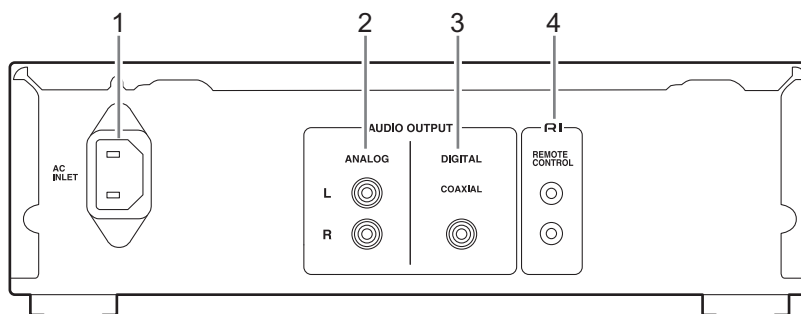 1 2 3 4
AUDIO OUTPUT
RI
AC
INLET
ANALOG
DIGITAL
REMOTE
CONTROL
L
COAXIAL
R